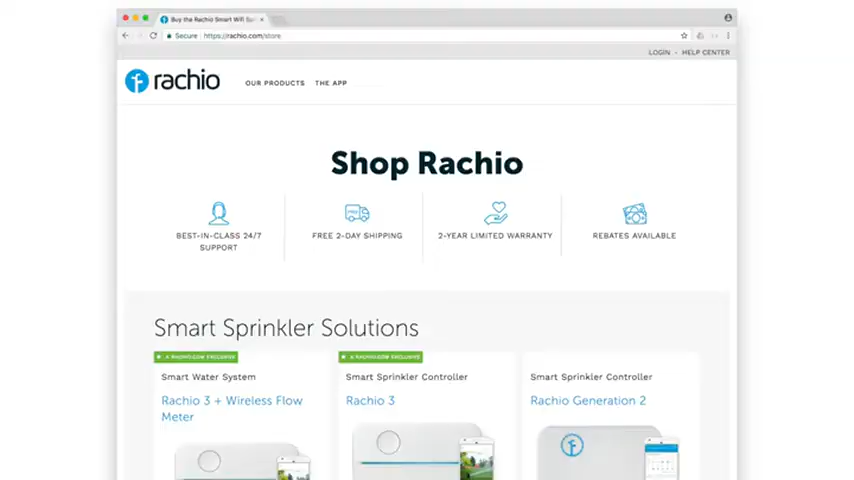 Buy the Rachio Smart Wifi
Secure
https://rachio.com/store
LOGIN - HELP CENTER
rachio
OUR PRODUCTS
THE APP
Shop Rachio
BEST-IN-CLASS 24/7
SUPPORT
FREE 2-DAY SHIPPING
2-YEAR LIMITED WARRANTY
REBATES AVAILABLE
Smart Sprinkler Solutions
A RACHIO.COM EXCLUSIVE
A RACHIO.COM EXCLUSIVE
Smart Water System
Smart Sprinkler Controller
Smart Sprinkler Controller
Rachio 3 + Wireless Flow
Meter
Rachio 3
Rachio Generation 2